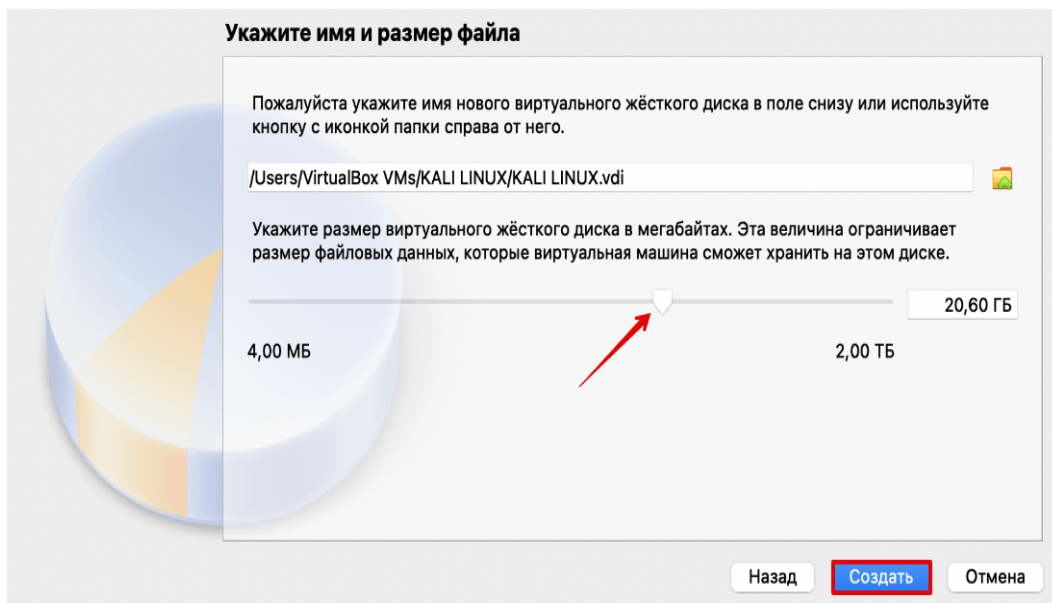 Укажите имя и размер файла
Пожалуйста укажите имя нового виртуального жёсткого диска в поле снизу или используйте
кнопку с иконкой папки справа от него.
/Users/VirtualBox VMs/KALI LINUX/KALI LINUX.vdi
Укажите размер виртуального жёсткого диска в мегабайтах. Эта величина ограничивает
размер файловых данных, которые виртуальная машина сможет хранить на этом диске.
20,60 ГБ
4,00 МБ 2,00 ТБ
Назад Создать Отмена